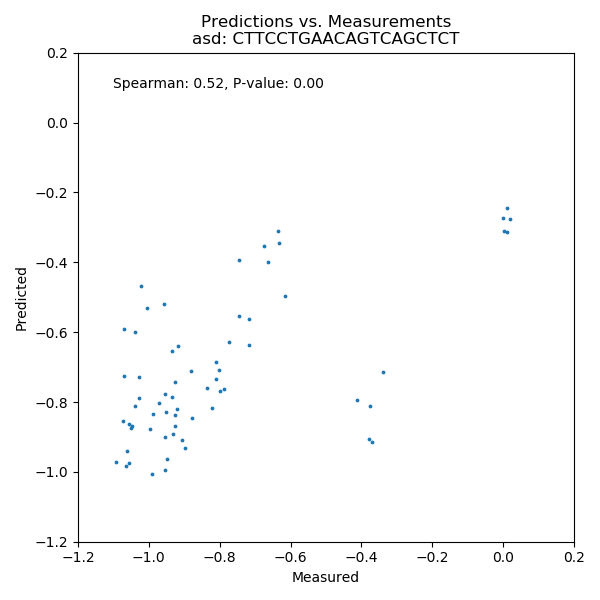 Predictions vs. Measurements
asd: CTTCCTGAACAGTCAGCTCT
Spearman: 0.52, P-value: 0.00
0.2
0.0
−0.2
−0.4
−0.6
−0.8
−1.0
−1.2
Predicted
−1.2 −1.0 −0.8 −0.6 −0.4 −0.2 0.0 0.2
Measured